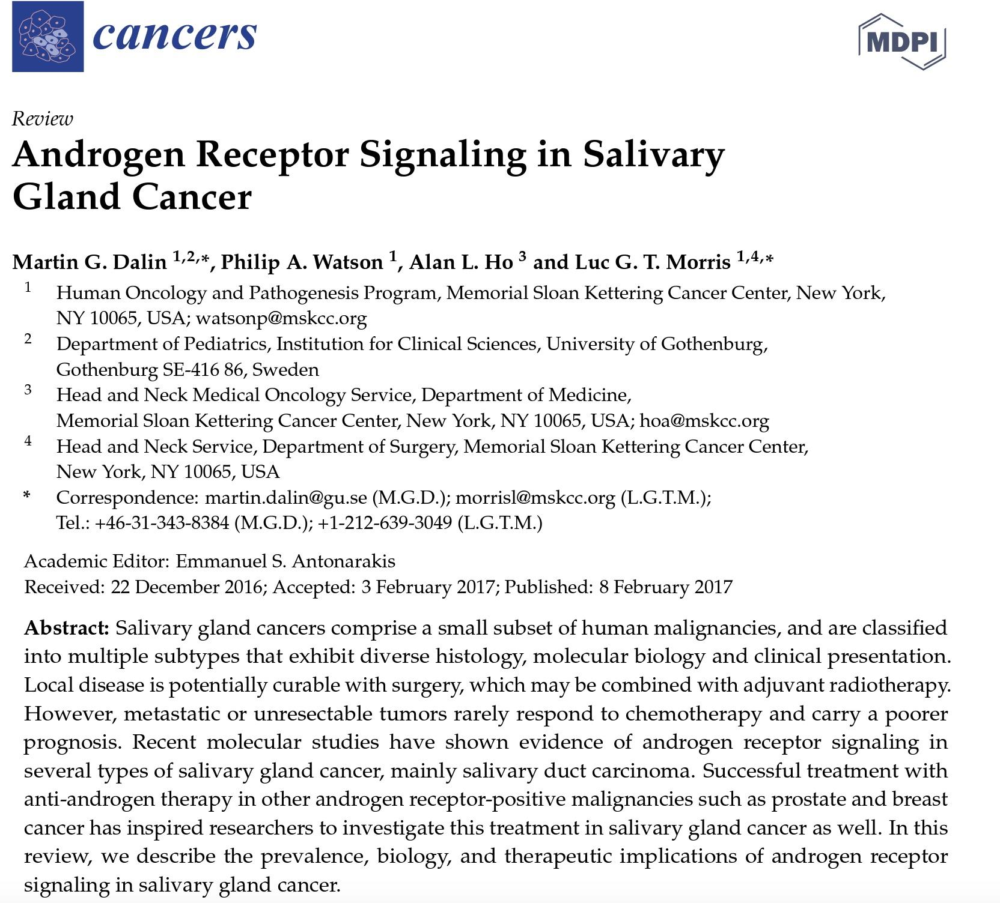 cancers
MDPI
Review
Androgen Receptor Signaling in Salivary
Gland Cancer
Martin G. Dalin 1,2,*, Philip A. Watson 1, Alan L. Ho 3 and Luc G. T. Morris 1,4,*
1 Human Oncology and Pathogenesis Program, Memorial Sloan Kettering Cancer Center, New York,
NY 10065, USA; watsonp@mskcc.org
2 Department of Pediatrics, Institution for Clinical Sciences, University of Gothenburg,
Gothenburg SE-416 86, Sweden
3 Head and Neck Medical Oncology Service, Department of Medicine,
Memorial Sloan Kettering Cancer Center, New York, NY 10065, USA; hoa@mskcc.org
4 Head and Neck Service, Department of Surgery, Memorial Sloan Kettering Cancer Center,
New York, NY 10065, USA
* Correspondence: martin.dalin@gu.se (M.G.D.); morrisl@mskcc.org (L.G.T.M.);
Tel.: +46-31-343-8384 (M.G.D.); +1-212-639-3049 (L.G.T.M.)
Academic Editor: Emmanuel S. Antonarakis
Received: 22 December 2016; Accepted: 3 February 2017; Published: 8 February 2017
Abstract: Salivary gland cancers comprise a small subset of human malignancies, and are classified
into multiple subtypes that exhibit diverse histology, molecular biology and clinical presentation.
Local disease is potentially curable with surgery, which may be combined with adjuvant radiotherapy.
However, metastatic or unresectable tumors rarely respond to chemotherapy and carry a poorer
prognosis. Recent molecular studies have shown evidence of androgen receptor signaling in
several types of salivary gland cancer, mainly salivary duct carcinoma. Successful treatment with
anti-androgen therapy in other androgen receptor-positive malignancies such as prostate and breast
cancer has inspired researchers to investigate this treatment in salivary gland cancer as well. In this
review, we describe the prevalence, biology, and therapeutic implications of androgen receptor
signaling in salivary gland cancer.